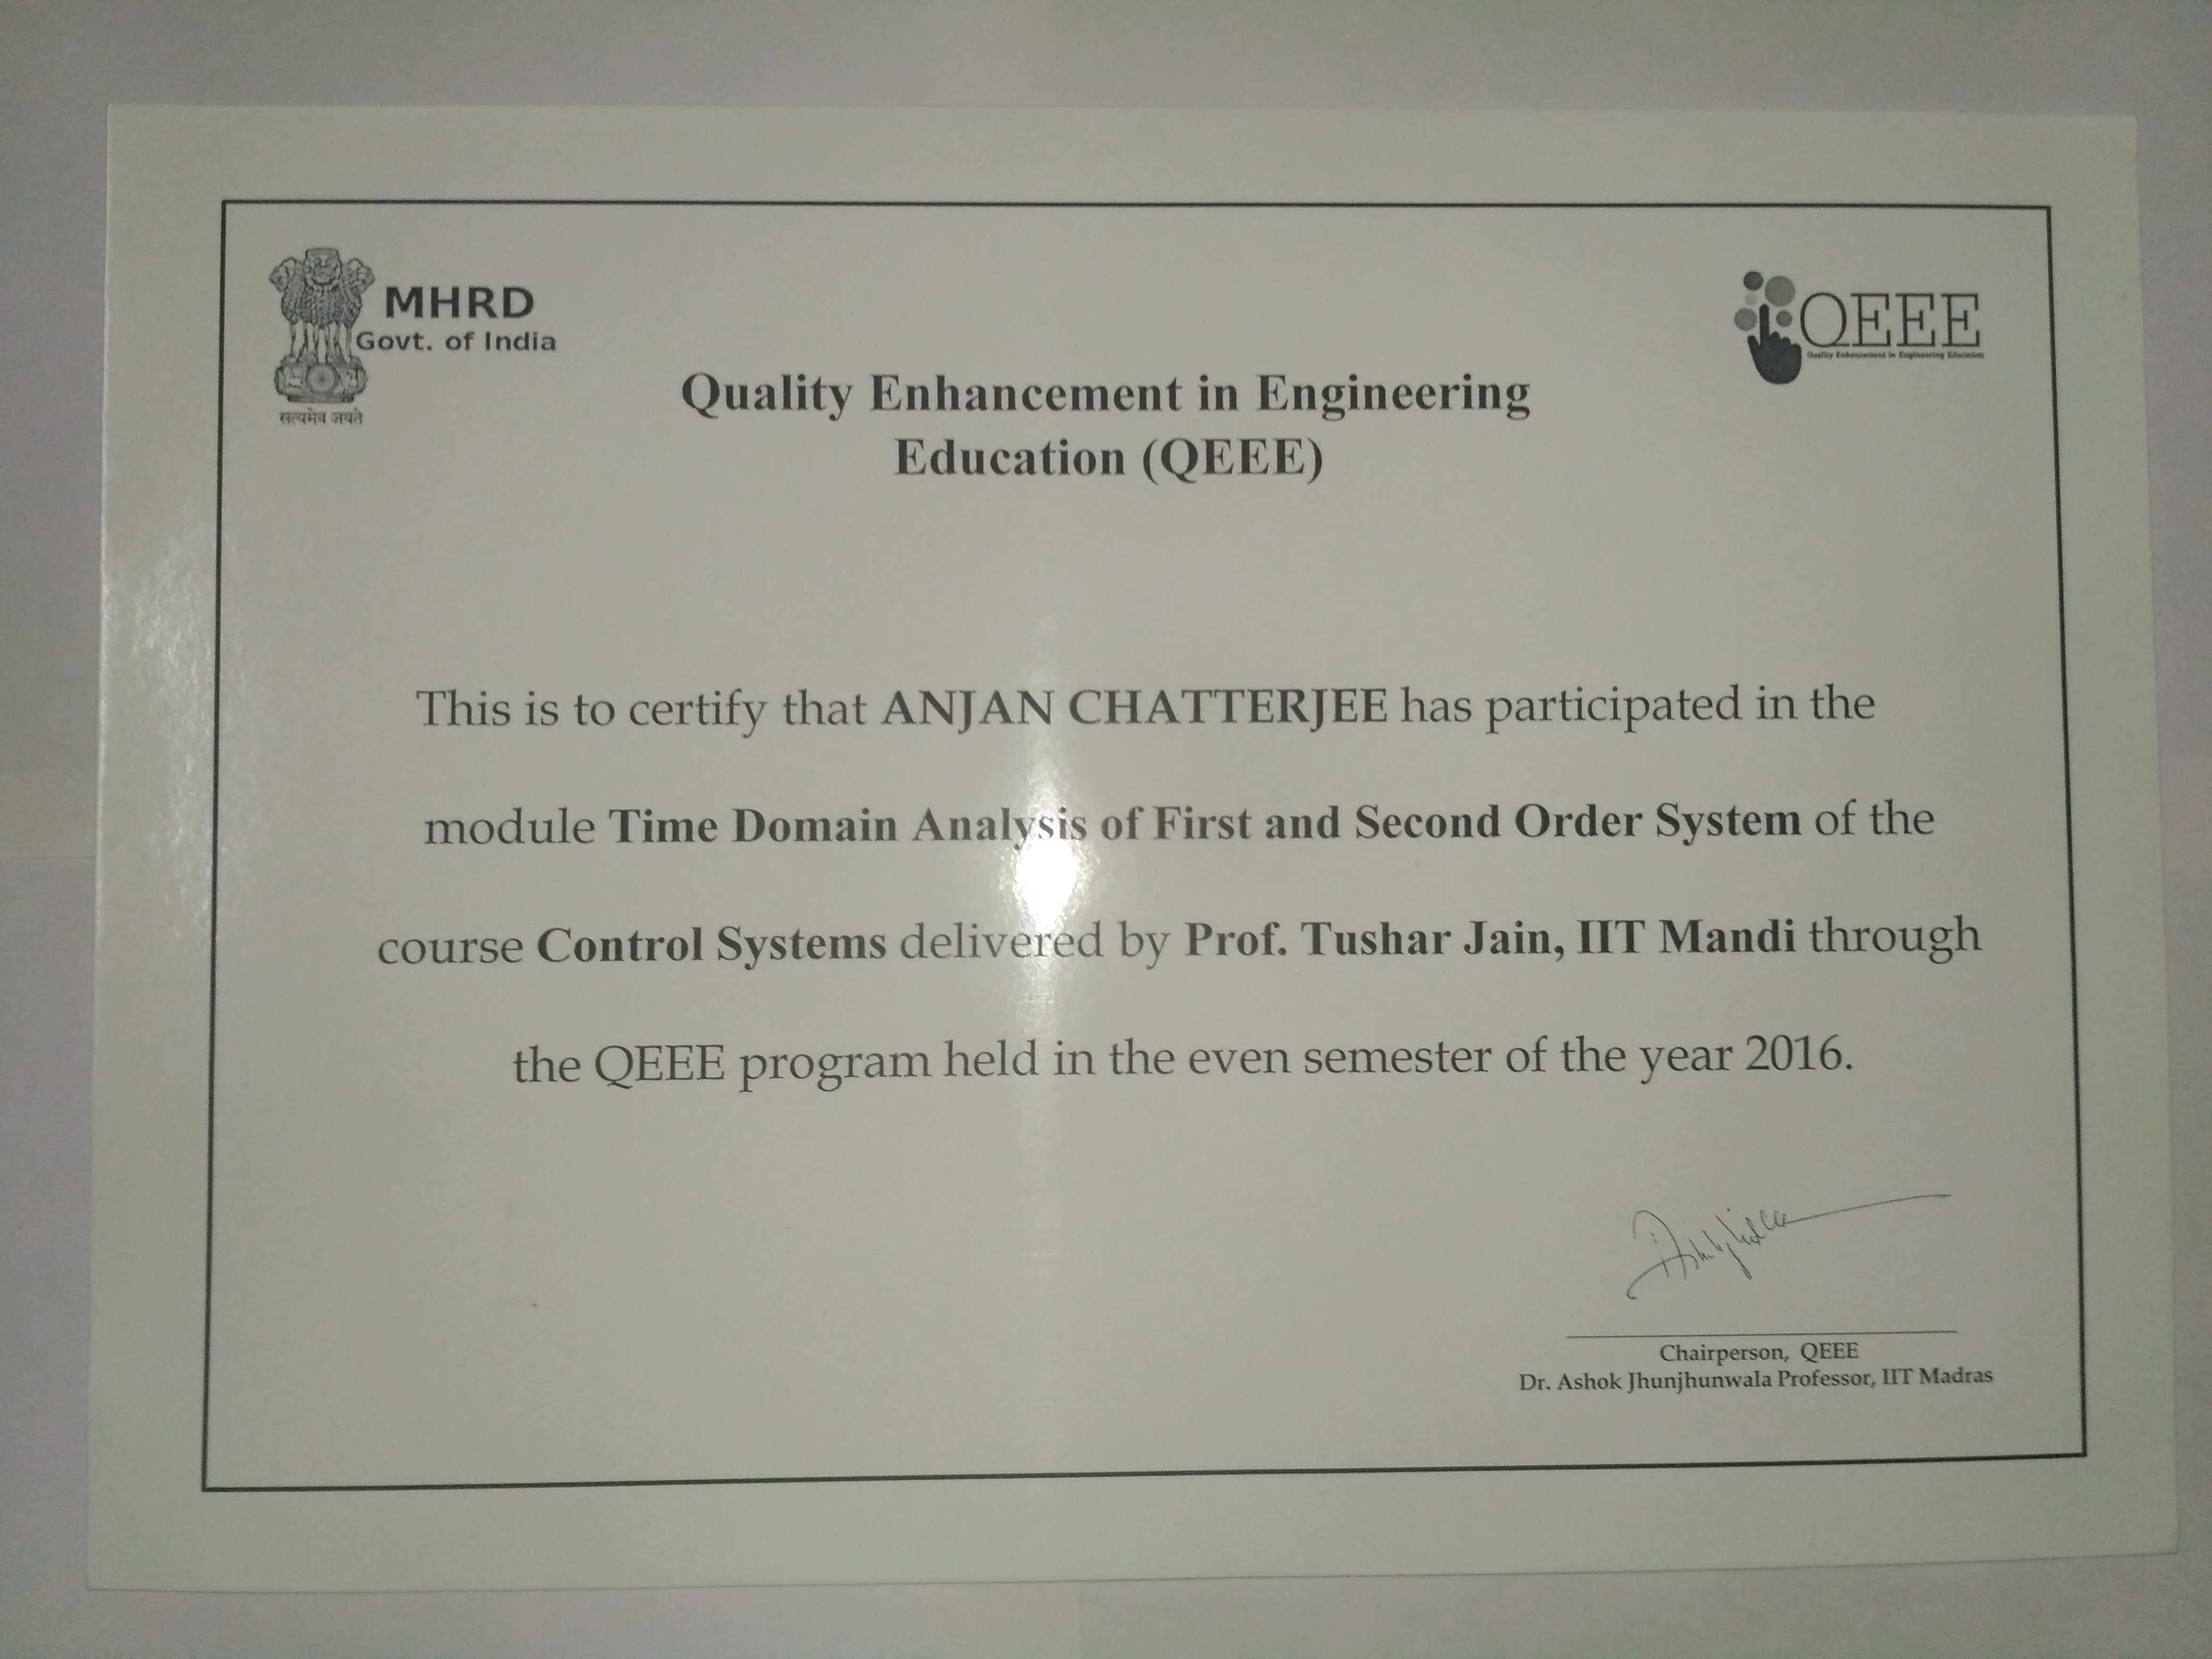 MHRD
Govt. of India
सत्यमेव जयते
QEEE
Quality Enhancement in Engineering Education
Quality Enhancement in Engineering
Education (QEEE)
This is to certify that ANJAN CHATTERJEE has participated in the
module Time Domain Analysis of First and Second Order System of the
course Control Systems delivered by Prof. Tushar Jain, IIT Mandi through
the QEEE program held in the even semester of the year 2016.
Chairperson, QEEE
Dr. Ashok Jhunjhunwala Professor, IIT Madras